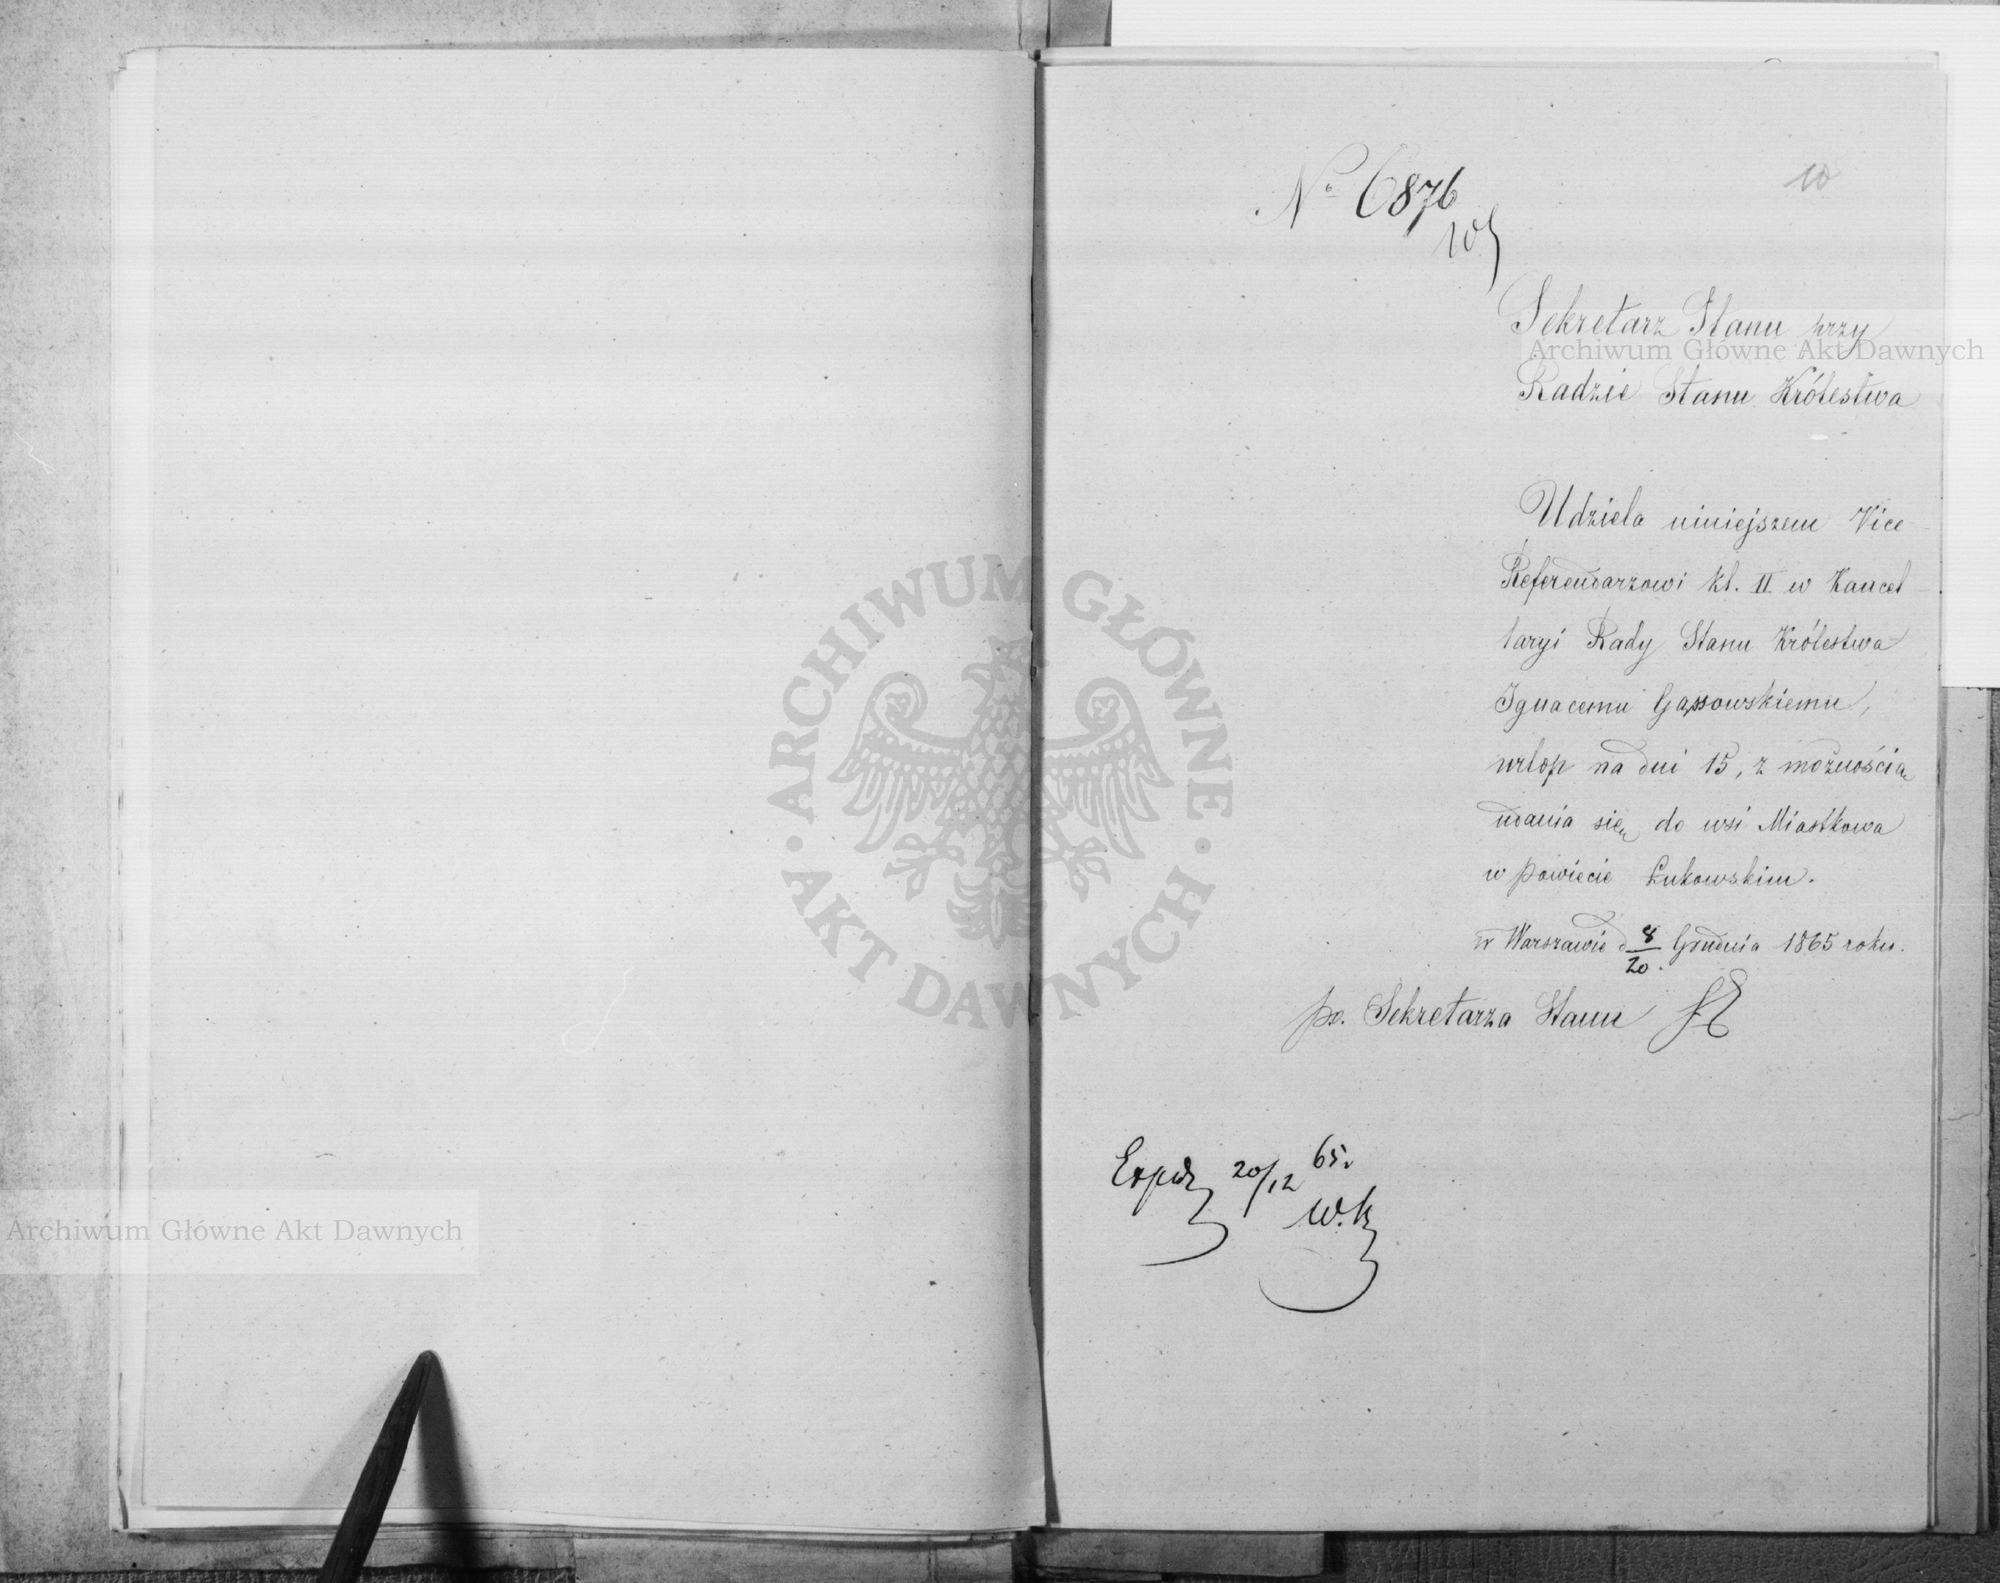 10
No 6876
10
Sekretarz Stanu przy
Radzie Stanu Królestwa
Udziela niniejszem Vice
Referendarzowi kl. II w Kancel
laryi Rady Stanu Królestwa
Ignacemu Gąssowskiemu,
urlop na dni 15, z możnością
udania się do wsi Miastkowa
w powiecie Łukowskim.
w Warszawie d 8/20. Grudnia 1865 roku.
po. Sekretarza Stanu
Expd 20/12 65.
W.K
Archiwum Główne Akt Dawnych
Archiwum Główne Akt Dawnych
ARCHIWUM GŁÓWNE · AKT DAWNYCH ·